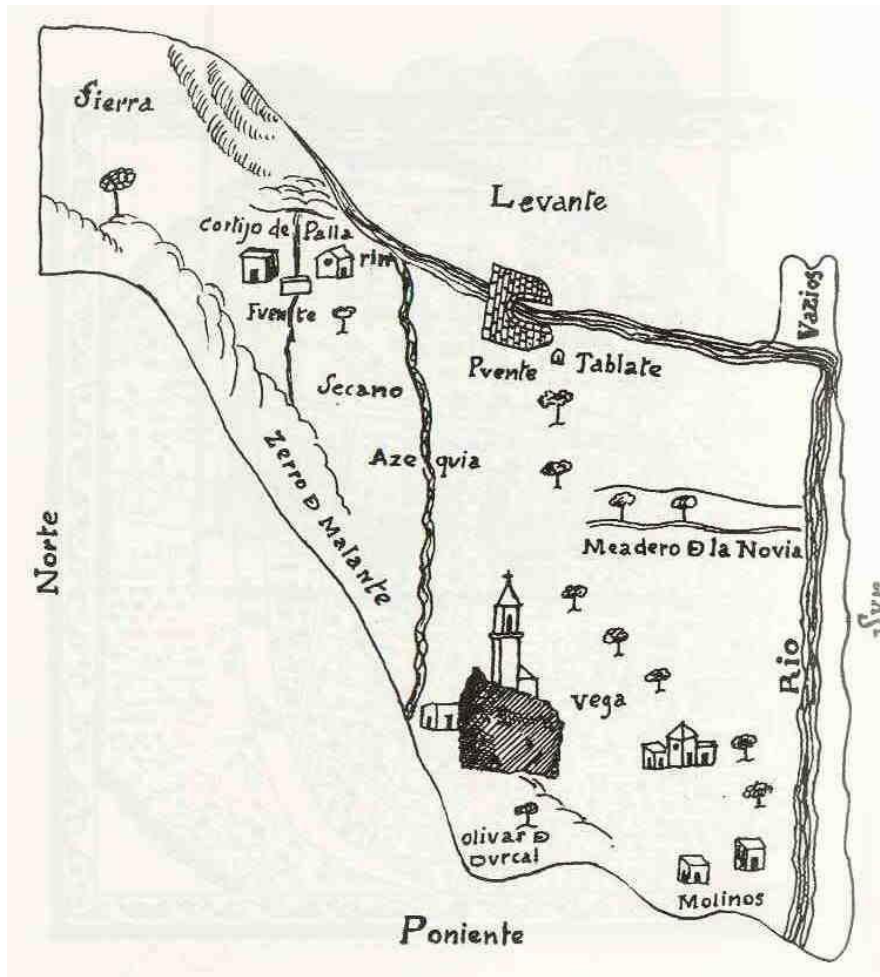 Sierra
Levante
Cortijo de Palla
rin
Vazios
Fuente
Puente Tablate
Secano
Azequia
Zerro D Malante
Meadero D la Novia
Norte
Sur
Rio
Vega
Olivar D
Durcal
Molinos
Poniente